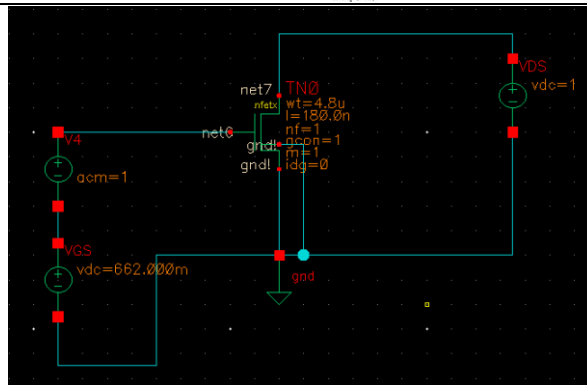 net7
TN0
nfetx
wt=4.8u
l=180.0n
nf=1
gcon=1
m=1
idg=0
net6
gnd!
gnd!
VDS
vdc=1
V4
acm=1
VGS
vdc=662.000m
gnd